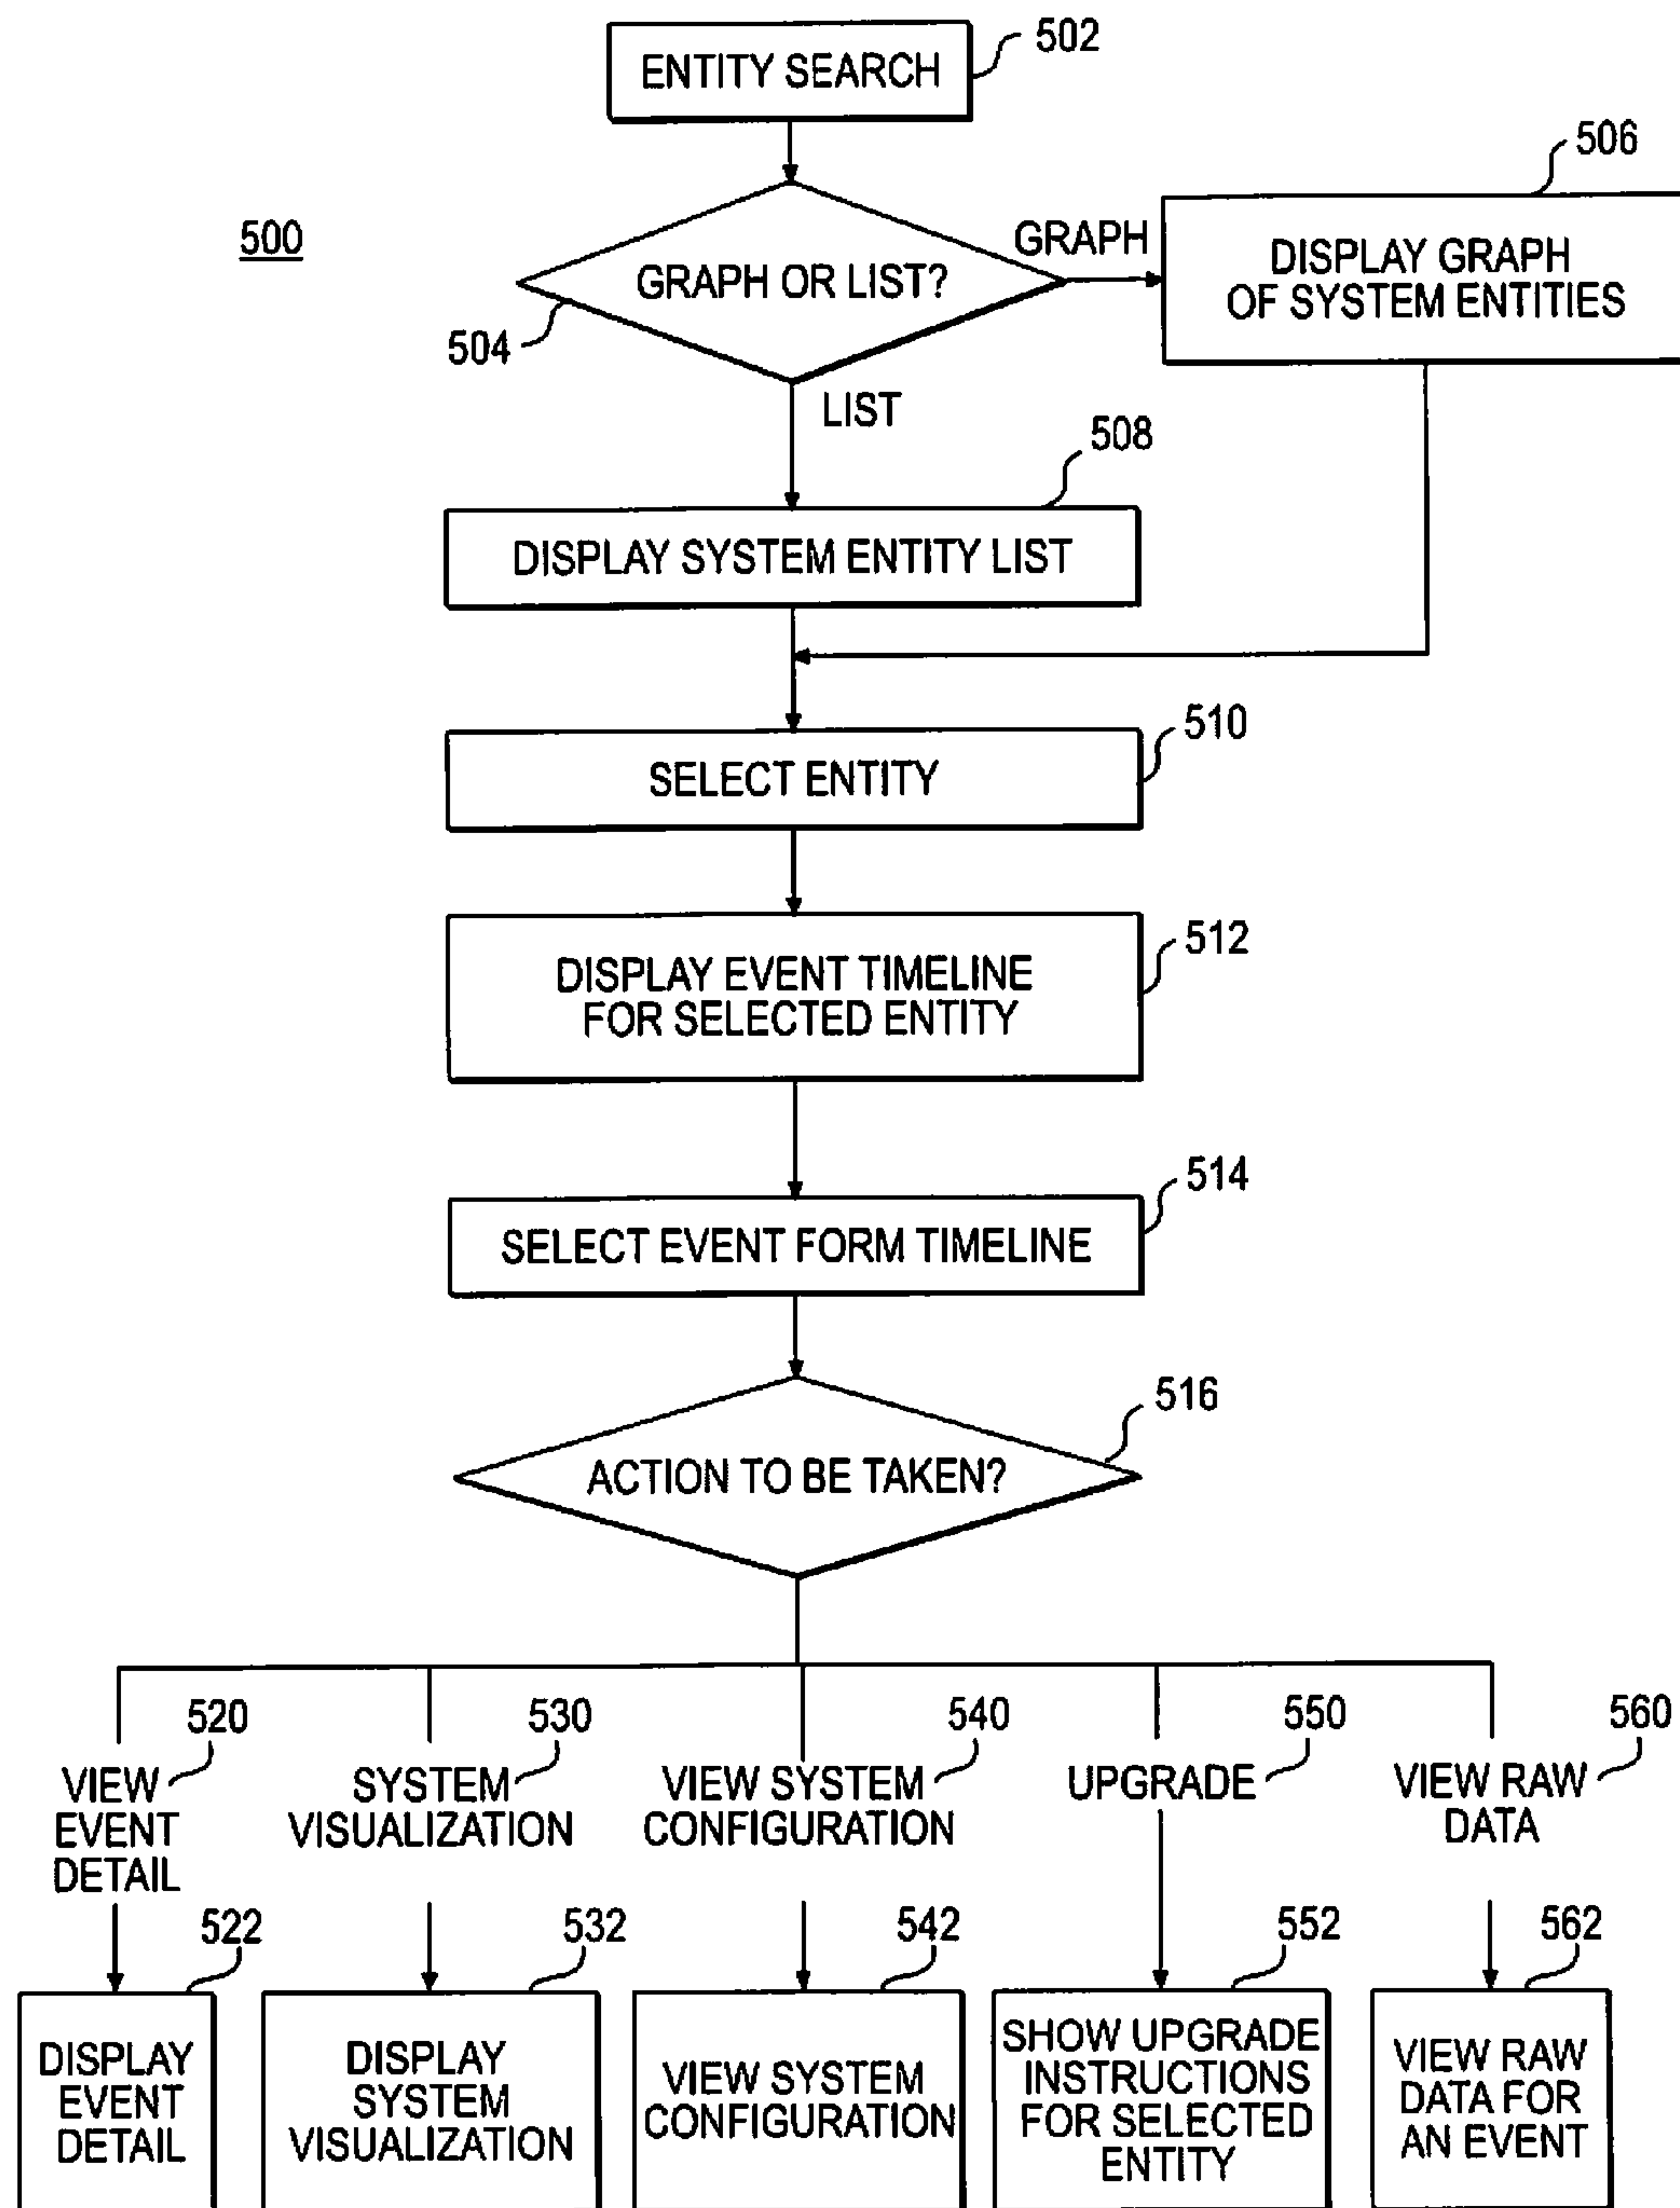 502
ENTITY SEARCH
506
500
GRAPH
DISPLAY GRAPH
OF SYSTEM ENTITIES
GRAPH OR LIST?
504
LIST
508
DISPLAY SYSTEM ENTITY LIST
510
SELECT ENTITY
512
DISPLAY EVENT TIMELINE
FOR SELECTED ENTITY
514
SELECT EVENT FORM TIMELINE
516
ACTION TO BE TAKEN?
520
VIEW
EVENT
DETAIL
530
SYSTEM
VISUALIZATION
540
VIEW SYSTEM
CONFIGURATION
550
UPGRADE
560
VIEW RAW
DATA
522
DISPLAY
EVENT
DETAIL
532
DISPLAY
SYSTEM
VISUALIZATION
542
VIEW SYSTEM
CONFIGURATION
552
SHOW UPGRADE
INSTRUCTIONS
FOR SELECTED
ENTITY
562
VIEW RAW
DATA FOR
AN EVENT